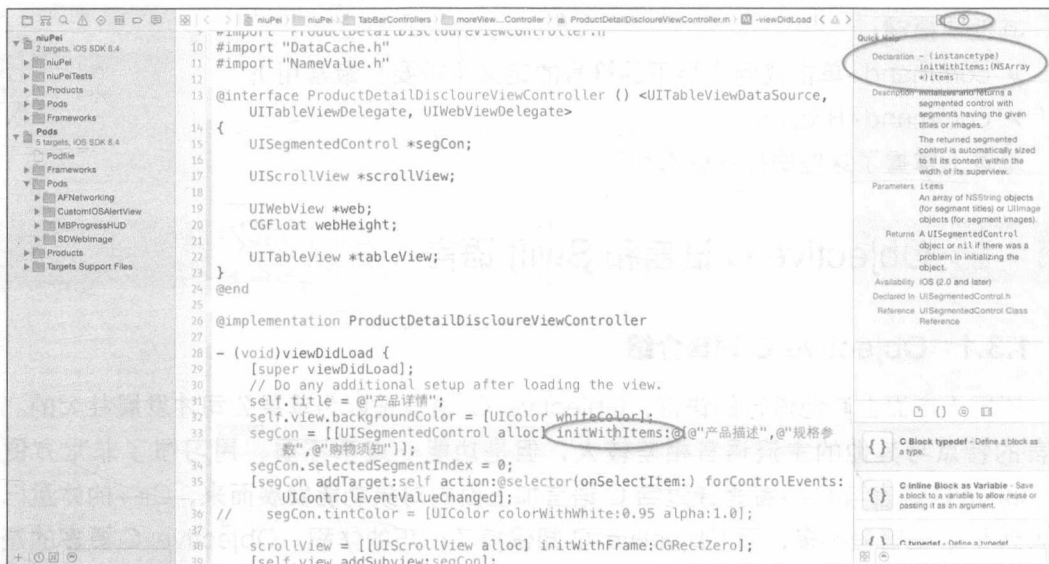 niuPei
niuPei
TabBarControllers
moreView...Controller
ProductDetailDiscloureViewController.m
-viewDidLoad
niuPei
2 targets, iOS SDK 8.4
niuPei
niuPeiTests
Products
Pods
Frameworks
Pods
5 targets, iOS SDK 8.4
Podfile
Frameworks
Pods
AFNetworking
CustomIOSAlertView
MBProgressHUD
SDWebImage
Products
Targets Support Files
#import "ProductDetailDiscloureViewController.h"
10 #import "DataCache.h"
11 #import "NameValue.h"
12
13 @interface ProductDetailDiscloureViewController () <UITableViewDataSource,
UITableViewDelegate, UIWebViewDelegate>
14 {
15 UISegmentedControl *segCon;
16
17 UIScrollView *scrollView;
18
19 UIWebView *web;
20 CGFloat webHeight;
21
22 UITableView *tableView;
23 }
24 @end
25
26 @implementation ProductDetailDiscloureViewController
27
28 - (void)viewDidLoad {
29 [super viewDidLoad];
30 // Do any additional setup after loading the view.
31 self.title = @"产品详情";
32 self.view.backgroundColor = [UIColor whiteColor];
33 segCon = [[UISegmentedControl alloc] initWithItems:@[@"产品描述",@"规格参
数",@"购物须知"]];
34 segCon.selectedSegmentIndex = 0;
35 [segCon addTarget:self action:@selector(onSelectItem:) forControlEvents:
UIControlEventValueChanged];
36 // segCon.tintColor = [UIColor colorWithWhite:0.95 alpha:1.0];
37
38 scrollView = [[UIScrollView alloc] initWithFrame:CGRectZero];
39 [self.view addSubview:segCon];
Quick Help
Declaration - (instancetype)
initWithItems:(NSArray
*)items
Description Initializes and returns a
segmented control with
segments having the given
titles or images.
The returned segmented
control is automatically sized
to fit its content within the
width of its superview.
Parameters items
An array of NSString objects
(for segment titles) or UIImage
objects (for segment images).
Returns A UISegmentedControl
object or nil if there was a
problem in initializing the
object.
Availability iOS (2.0 and later)
Declared In UISegmentedControl.h
Reference UISegmentedControl Class
Reference
{ } C Block typedef - Define a block as
a type.
{ } C Inline Block as Variable - Save
a block to a variable to allow reuse or
passing it as an argument.
{ } C typedef - Define a typedef